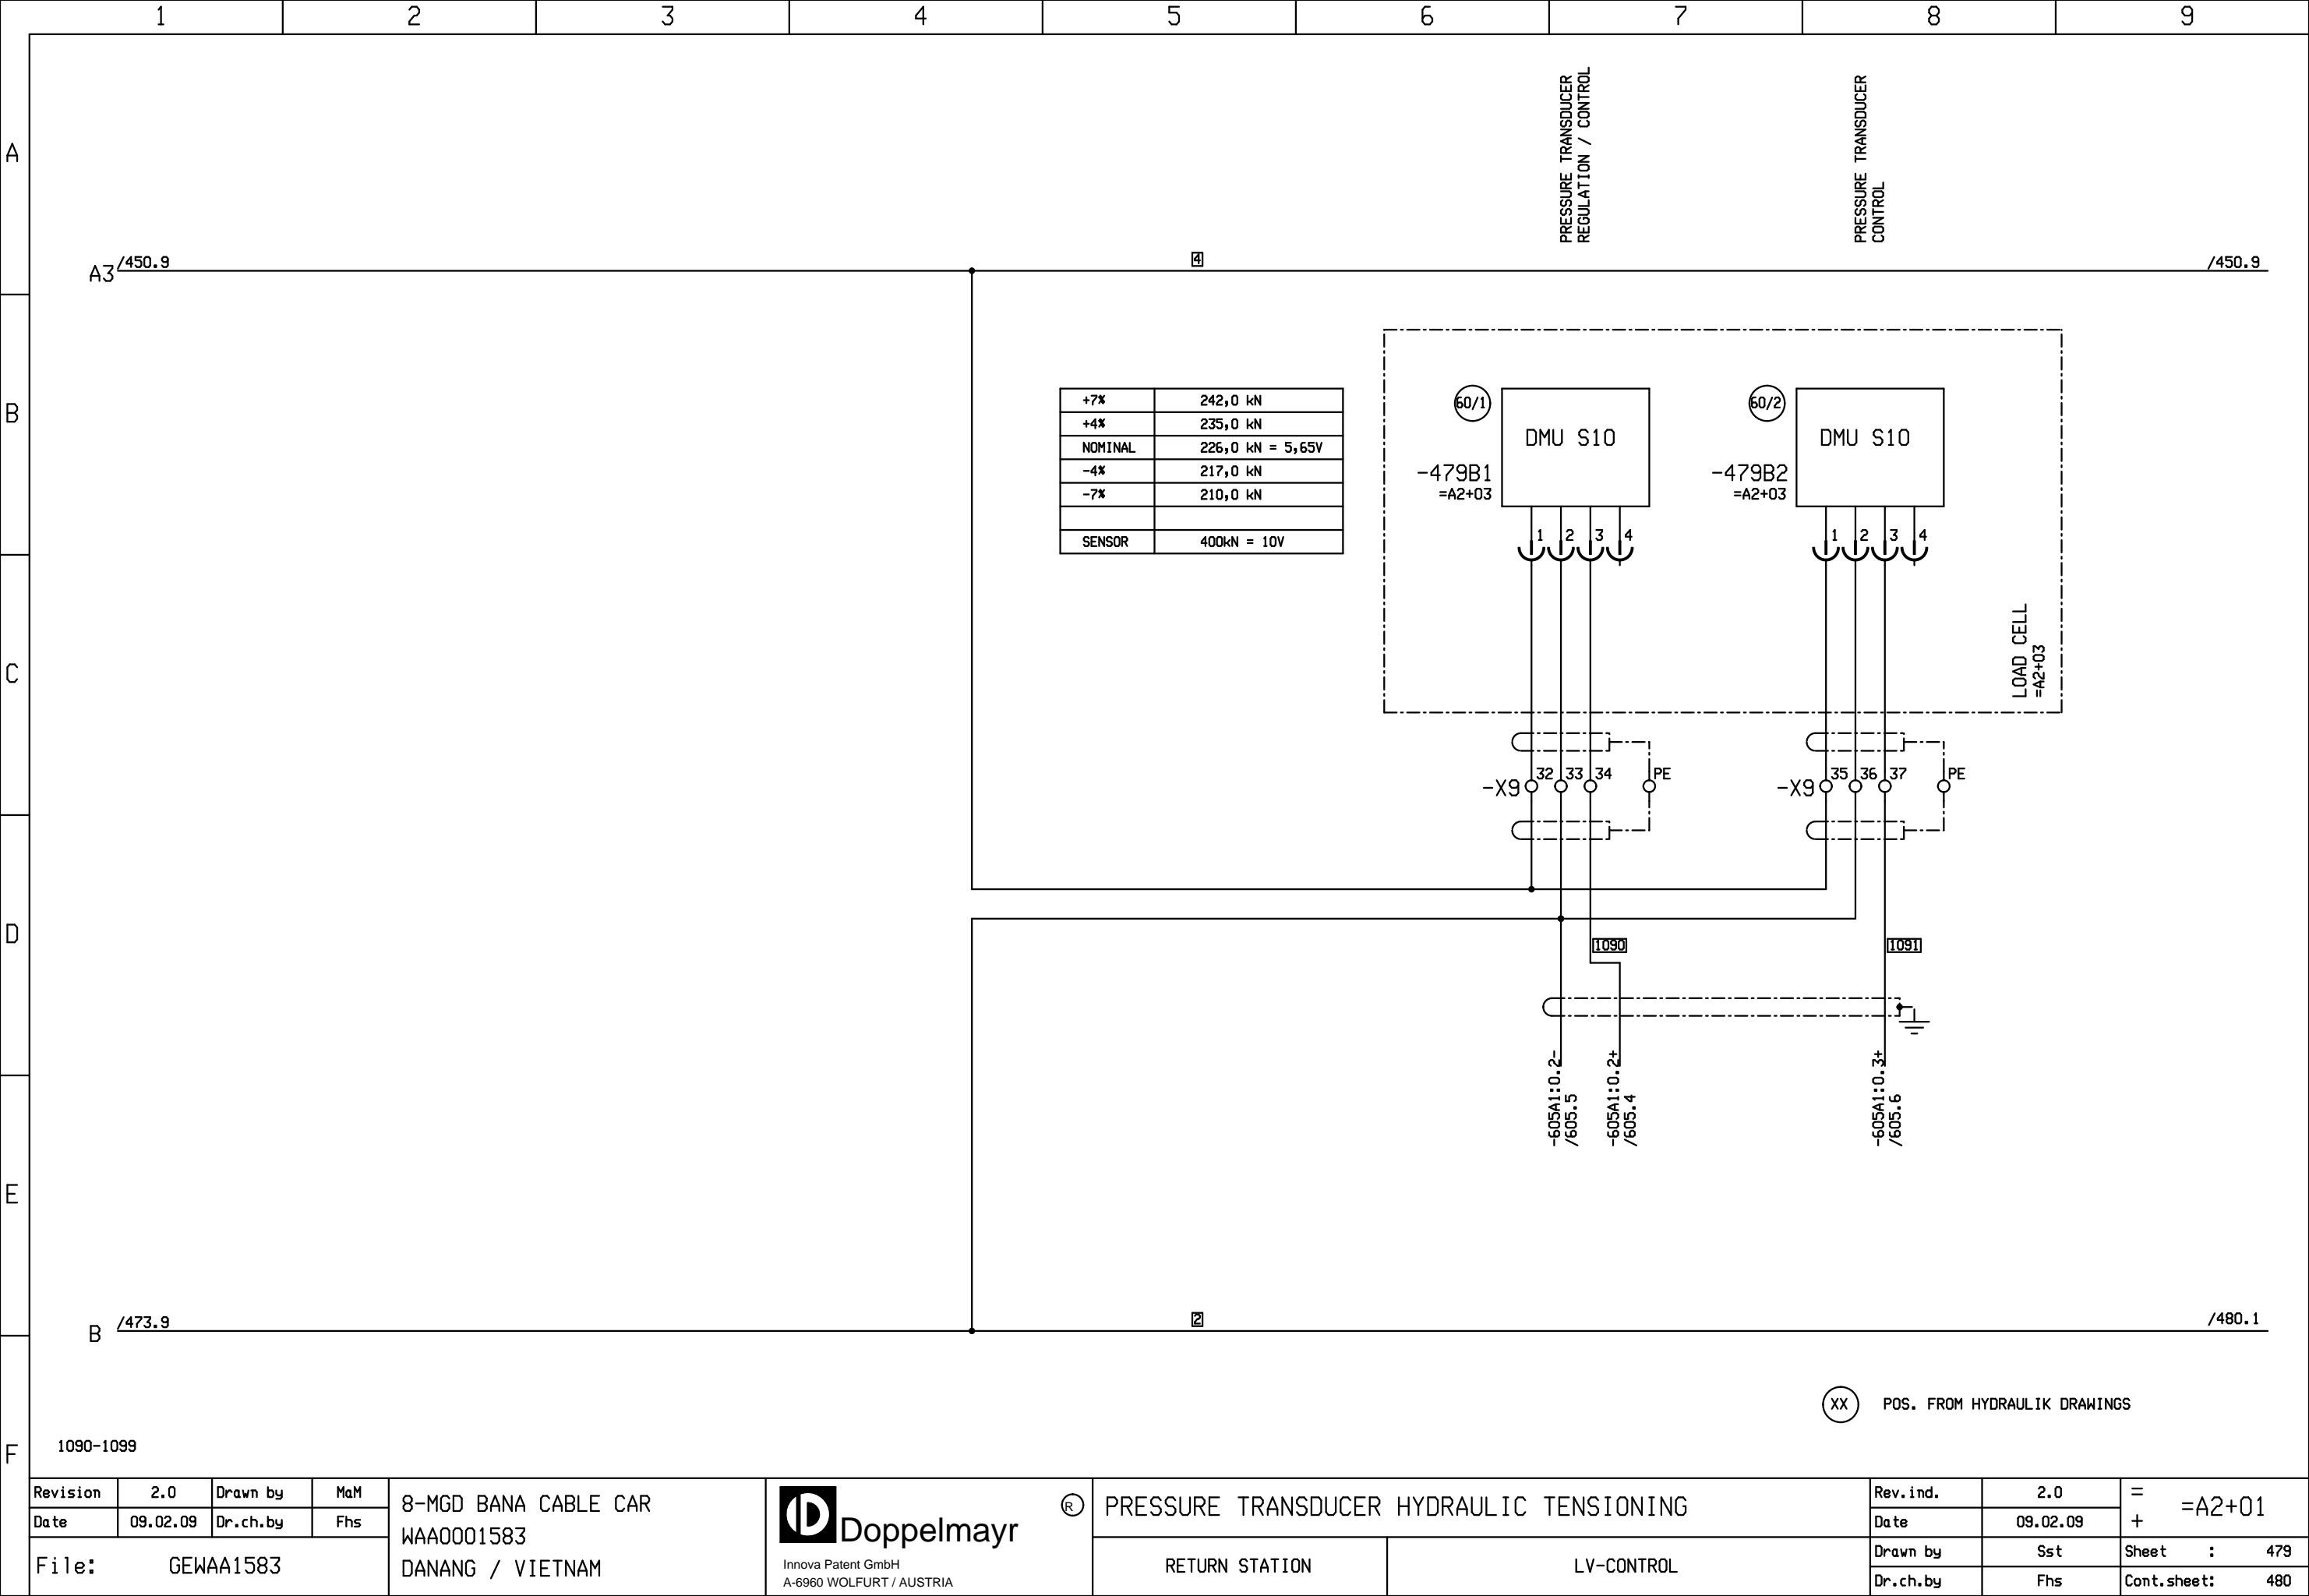 1 2 3 4 5 6 7 8 9
A
B
C
D
E
F
PRESSURE TRANSDUCER
REGULATION / CONTROL
PRESSURE TRANSDUCER
CONTROL
A3 /450.9
4
/450.9
+7% 242,0 kN
+4% 235,0 kN
NOMINAL 226,0 kN = 5,65V
-4% 217,0 kN
-7% 210,0 kN
SENSOR 400kN = 10V
60/1
DMU S10
-479B1
=A2+03
1 2 3 4
60/2
DMU S10
-479B2
=A2+03
1 2 3 4
LOAD CELL
=A2+03
-X9 32 33 34 PE
-X9 35 36 37 PE
1090
1091
-605A1:0.2-
/605.5
-605A1:0.2+
/605.4
-605A1:0.3+
/605.6
B /473.9
2
/480.1
XX POS. FROM HYDRAULIK DRAWINGS
1090-1099
Revision 2.0 Drawn by MaM
Date 09.02.09 Dr.ch.by Fhs
File: GEWAA1583
8-MGD BANA CABLE CAR
WAA0001583
DANANG / VIETNAM
Doppelmayr
R
Innova Patent GmbH
A-6960 WOLFURT / AUSTRIA
PRESSURE TRANSDUCER HYDRAULIC TENSIONING
RETURN STATION
LV-CONTROL
Rev.ind. 2.0
Date 09.02.09
Drawn by Sst
Dr.ch.by Fhs
=
+
=A2+01
Sheet : 479
Cont.sheet: 480